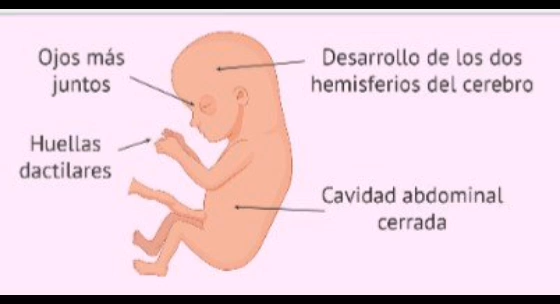 Ojos más
juntos
Desarrollo de los dos
hemisferios del cerebro
Huellas
dactilares
Cavidad abdominal
cerrada